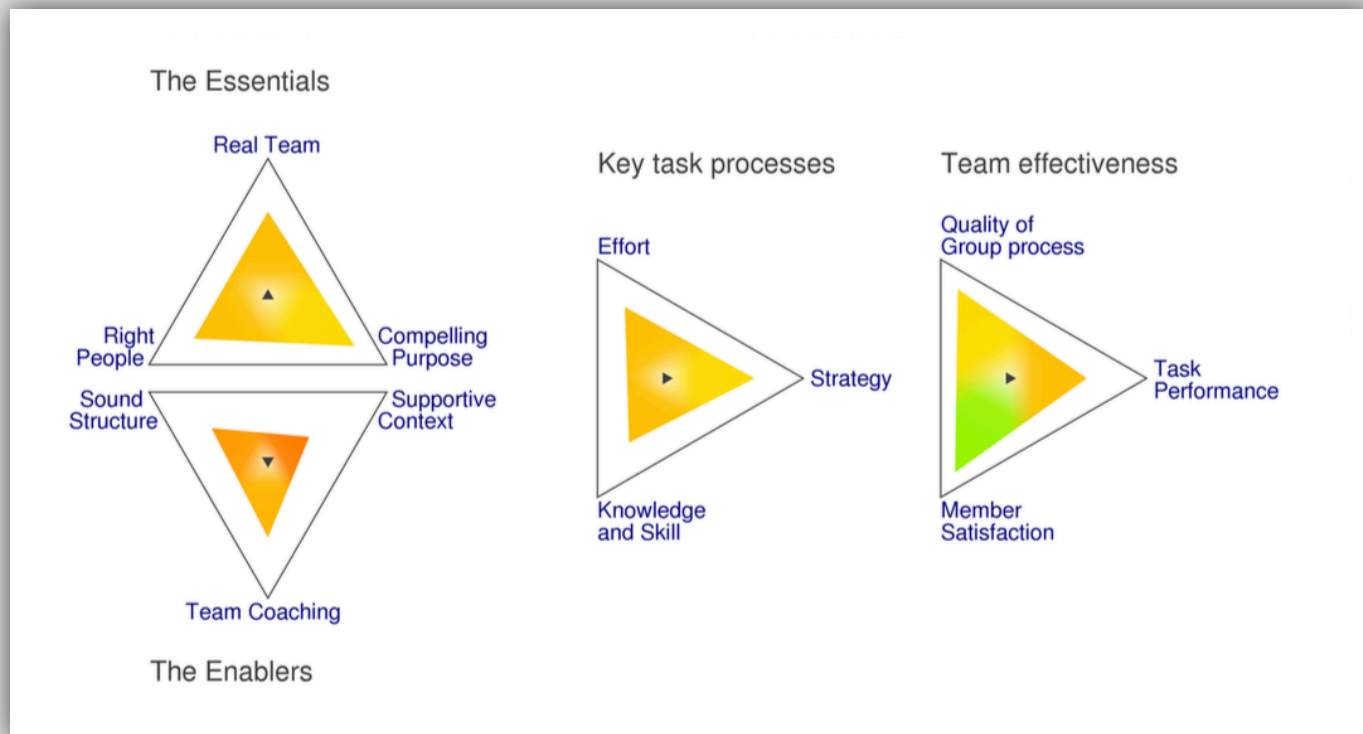 The Essentials
Real Team
Right
People
Compelling
Purpose
Sound
Structure
Supportive
Context
Team Coaching
The Enablers
Key task processes
Effort
Strategy
Knowledge
and Skill
Team effectiveness
Quality of
Group process
Task
Performance
Member
Satisfaction